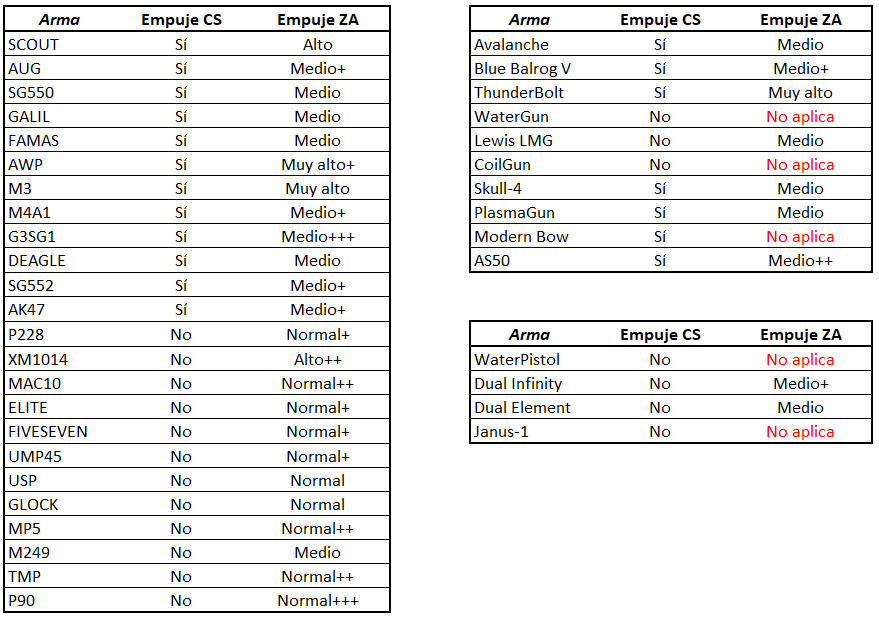 Arma Empuje CS Empuje ZA
SCOUT Sí Alto
AUG Sí Medio+
SG550 Sí Medio
GALIL Sí Medio
FAMAS Sí Medio
AWP Sí Muy alto+
M3 Sí Muy alto
M4A1 Sí Medio+
G3SG1 Sí Medio+++
DEAGLE Sí Medio
SG552 Sí Medio+
AK47 Sí Medio+
P228 No Normal+
XM1014 No Alto++
MAC10 No Normal++
ELITE No Normal+
FIVESEVEN No Normal+
UMP45 No Normal+
USP No Normal
GLOCK No Normal
MP5 No Normal++
M249 No Medio
TMP No Normal++
P90 No Normal+++
Arma Empuje CS Empuje ZA
Avalanche Sí Medio
Blue Balrog V Sí Medio+
ThunderBolt Sí Muy alto
WaterGun No No aplica
Lewis LMG No Medio
CoilGun No No aplica
Skull-4 Sí Medio
PlasmaGun Sí Medio
Modern Bow Sí No aplica
AS50 Sí Medio++
Arma Empuje CS Empuje ZA
WaterPistol No No aplica
Dual Infinity No Medio+
Dual Element No Medio
Janus-1 No No aplica